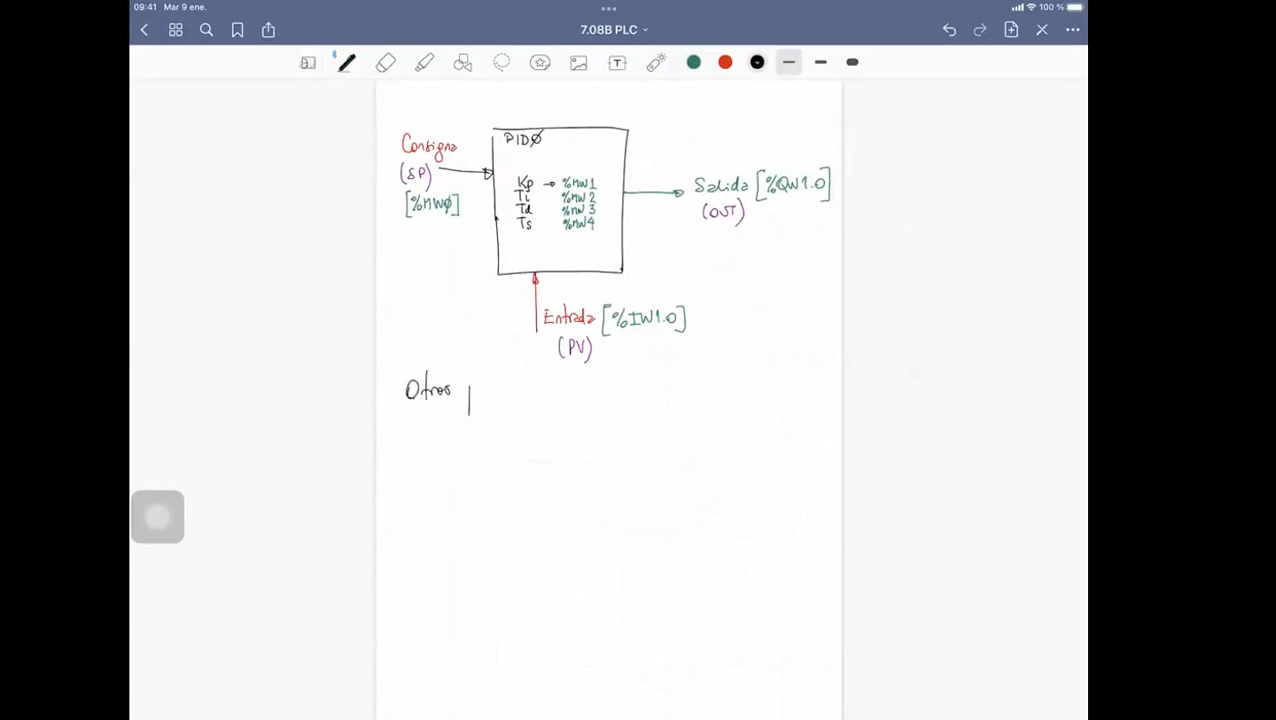 09:41 Mar 9 ene.
100 %
7.08B PLC
T
PIDØ
Consigna
(SP)
[%MWØ]
Kp → %MW1
Ti %MW2
Td %MW3
Ts %MW4
Salida [%QW1.0]
(OUT)
Entrada [%IW1.0]
(PV)
Otros